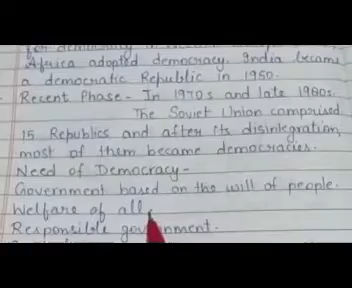 for democracy
Africa adopted democracy. India became
a democratic Republic in 1950.
Recent Phase - In 1970s and late 1980s.
The Soviet Union comprised
15 Republics and after its disintegration,
most of them became democracies.
Need of Democracy -
Government based on the will of people.
Welfare of all
Responsible government.